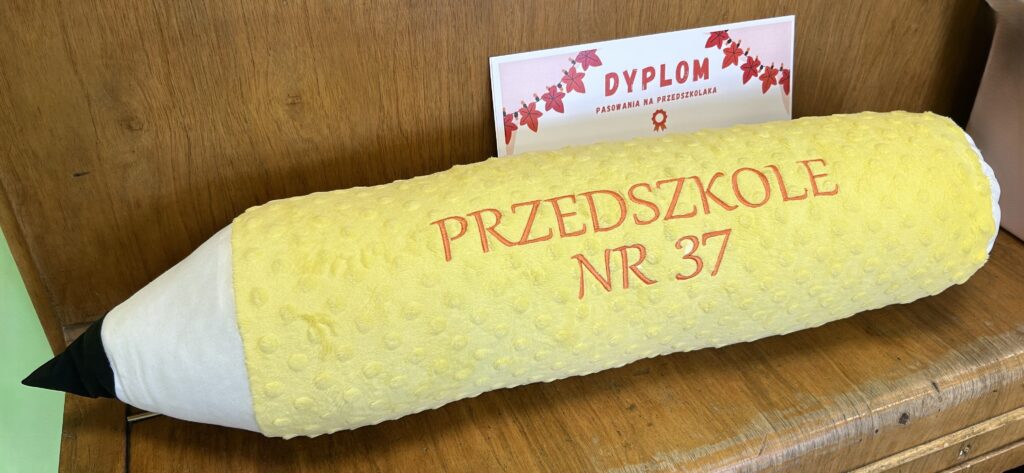 DYPLOM
PASOWANIA NA PRZEDSZKOLAKA
PRZEDSZKOLE
NR 37